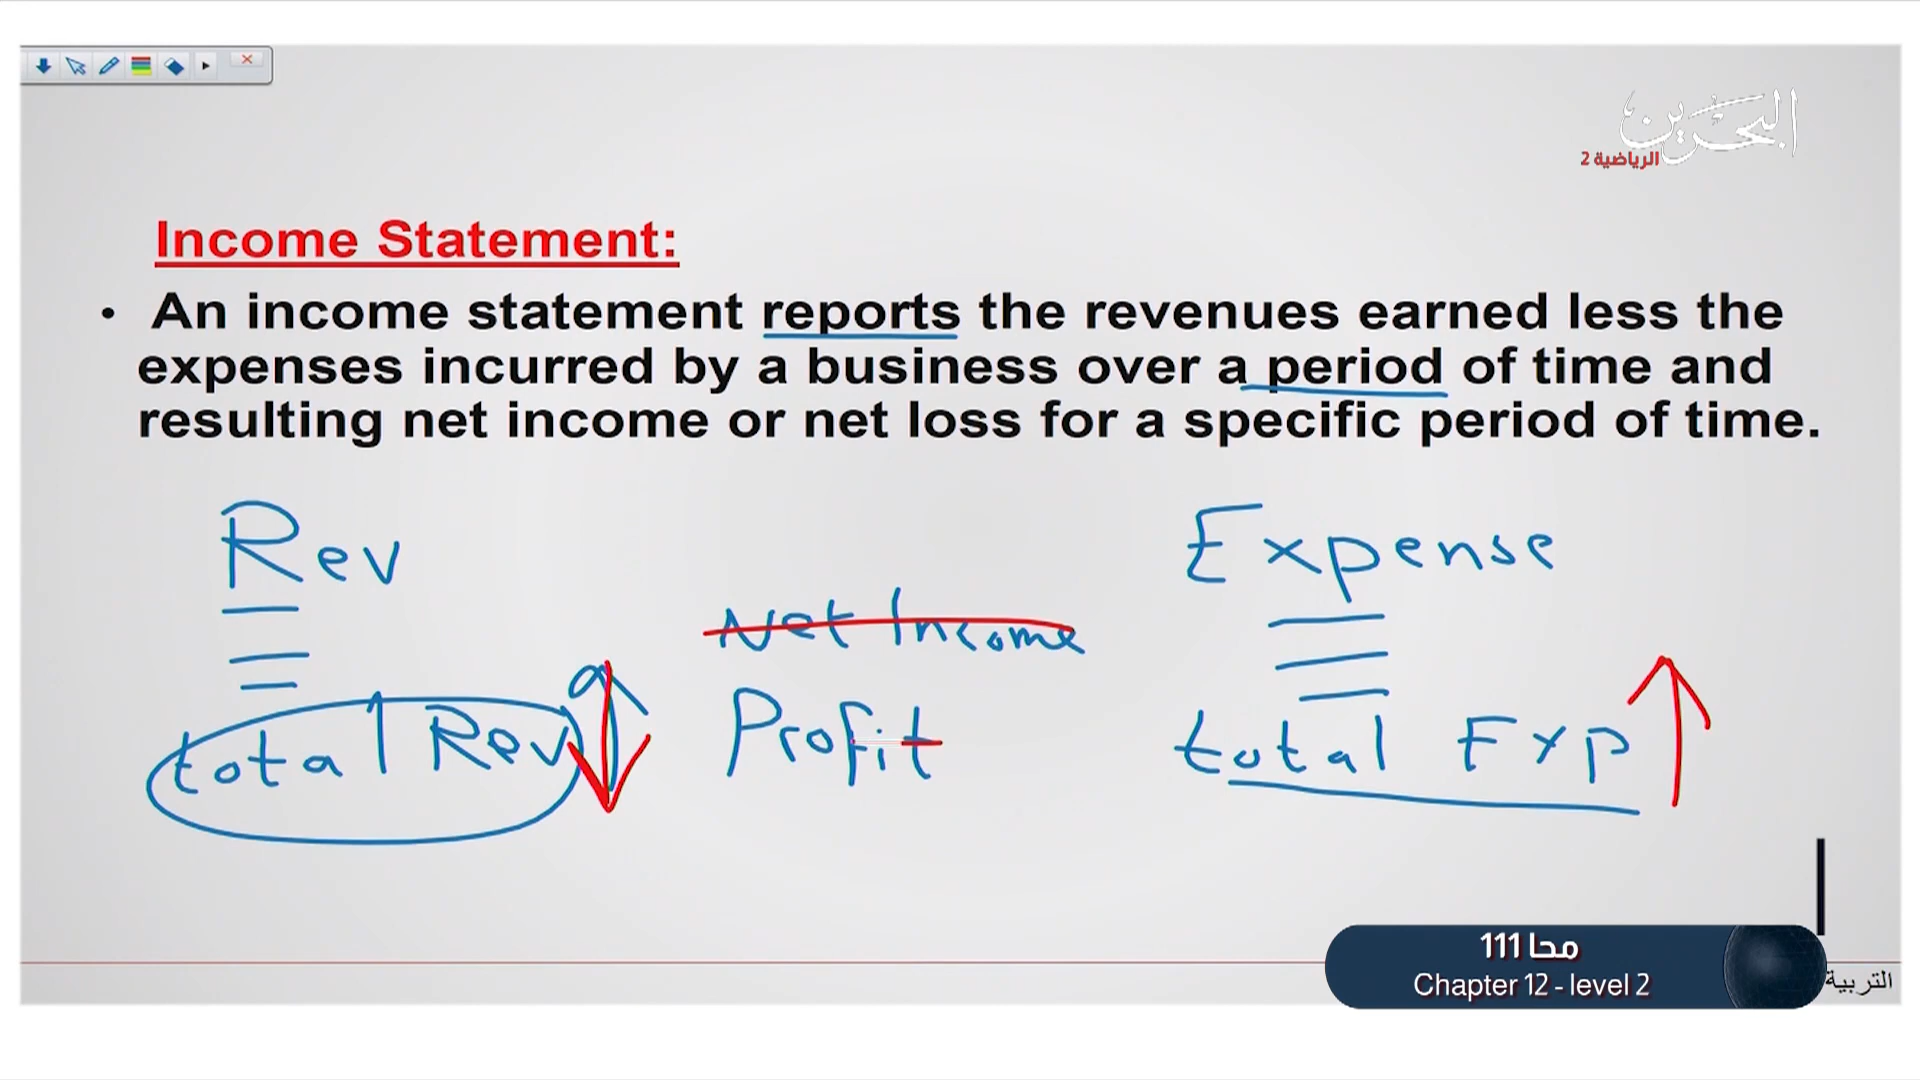 البحرين
الرياضية 2
Income Statement:
• An income statement reports the revenues earned less the
expenses incurred by a business over a period of time and
resulting net income or net loss for a specific period of time.
Rev
Expense
Net Income
total Rev
Profit
total Exp
محا 111
Chapter 12 - level 2
التربية